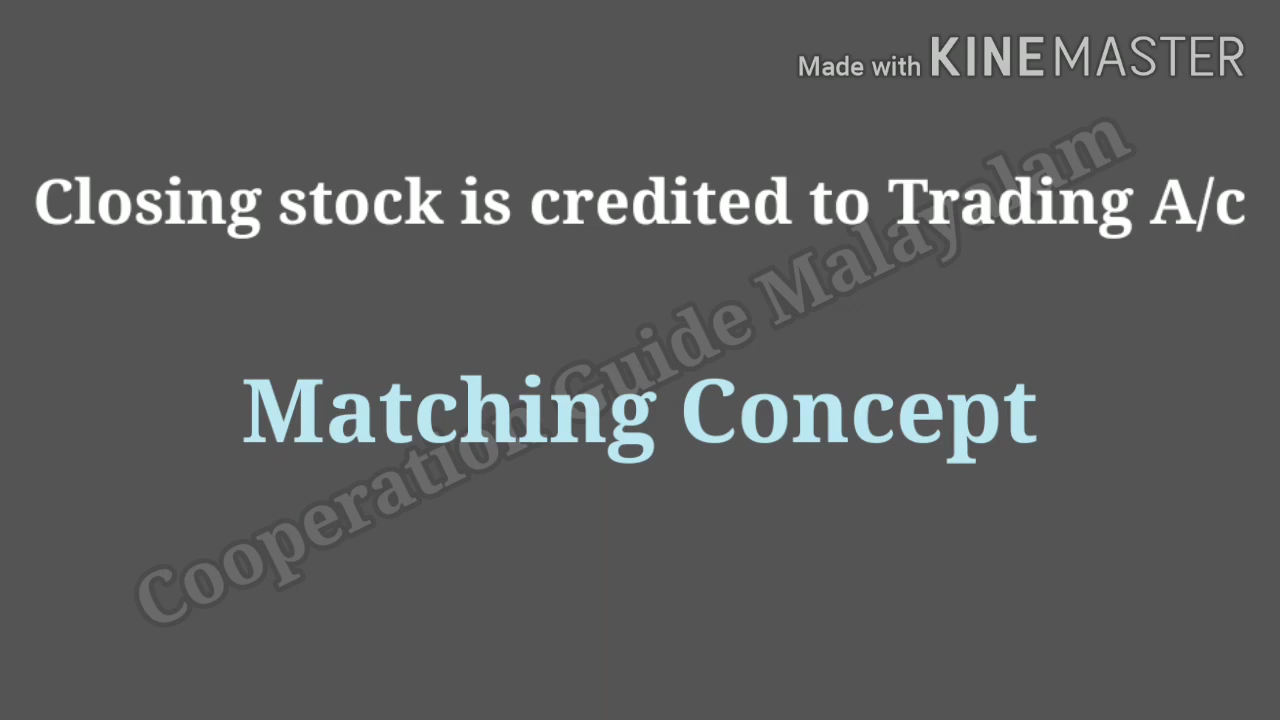 Made with KINEMASTER
Closing stock is credited to Trading A/c
Matching Concept
Cooperation Guide Malayalam